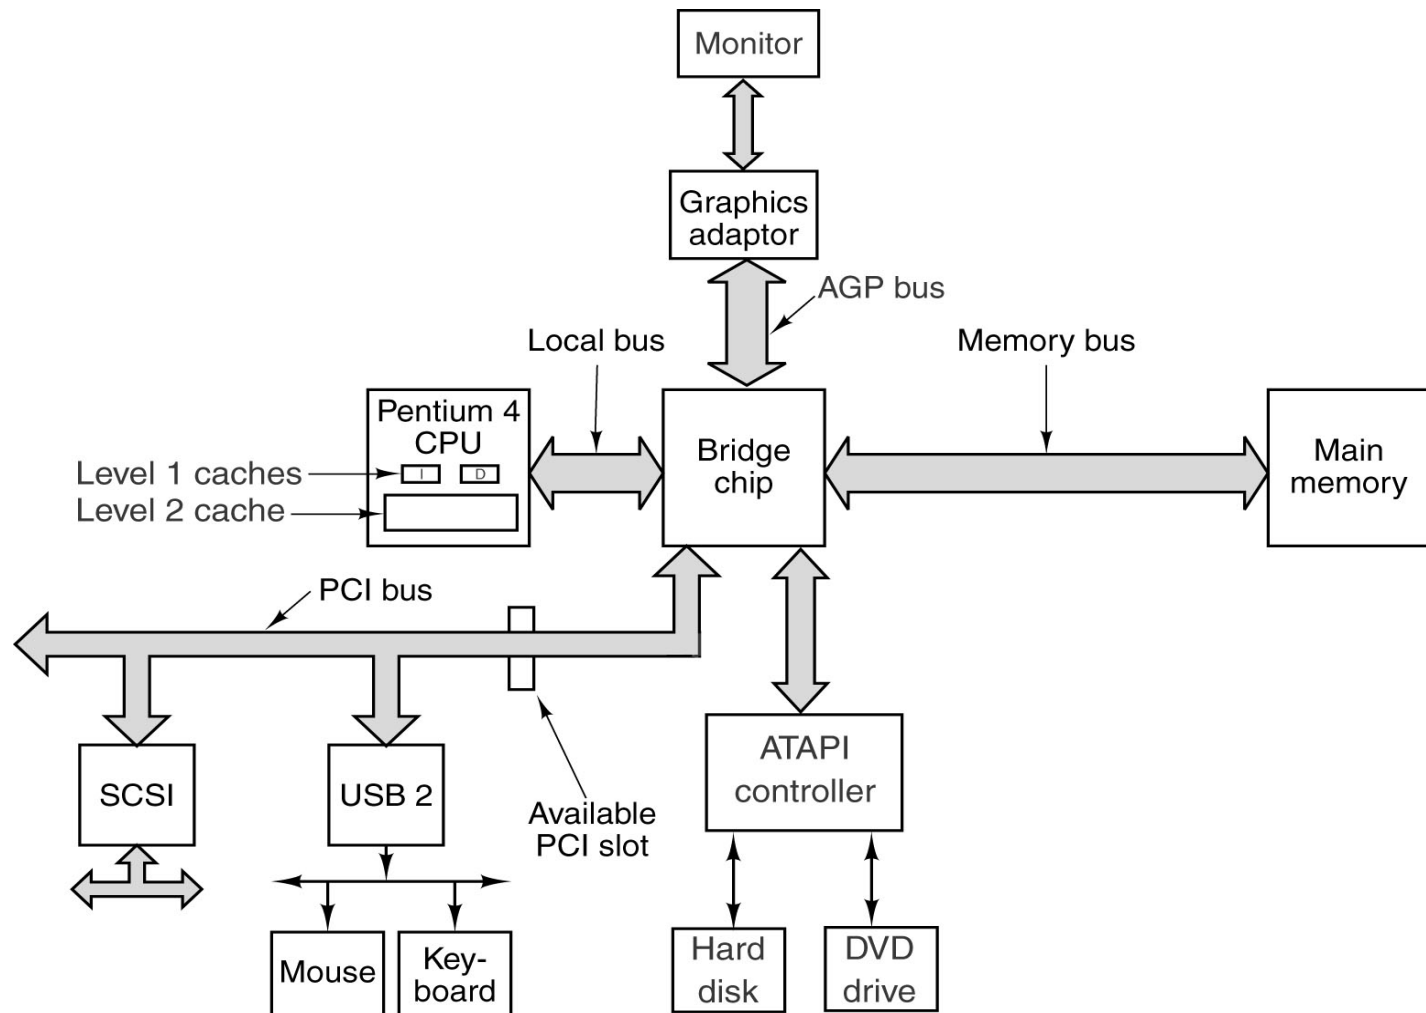 Monitor
Graphics
adaptor
AGP bus
Local bus
Memory bus
Pentium 4
CPU
I
D
Level 1 caches
Level 2 cache
Bridge
chip
Main
memory
PCI bus
SCSI
USB 2
Available
PCI slot
ATAPI
controller
Mouse
Key-
board
Hard
disk
DVD
drive